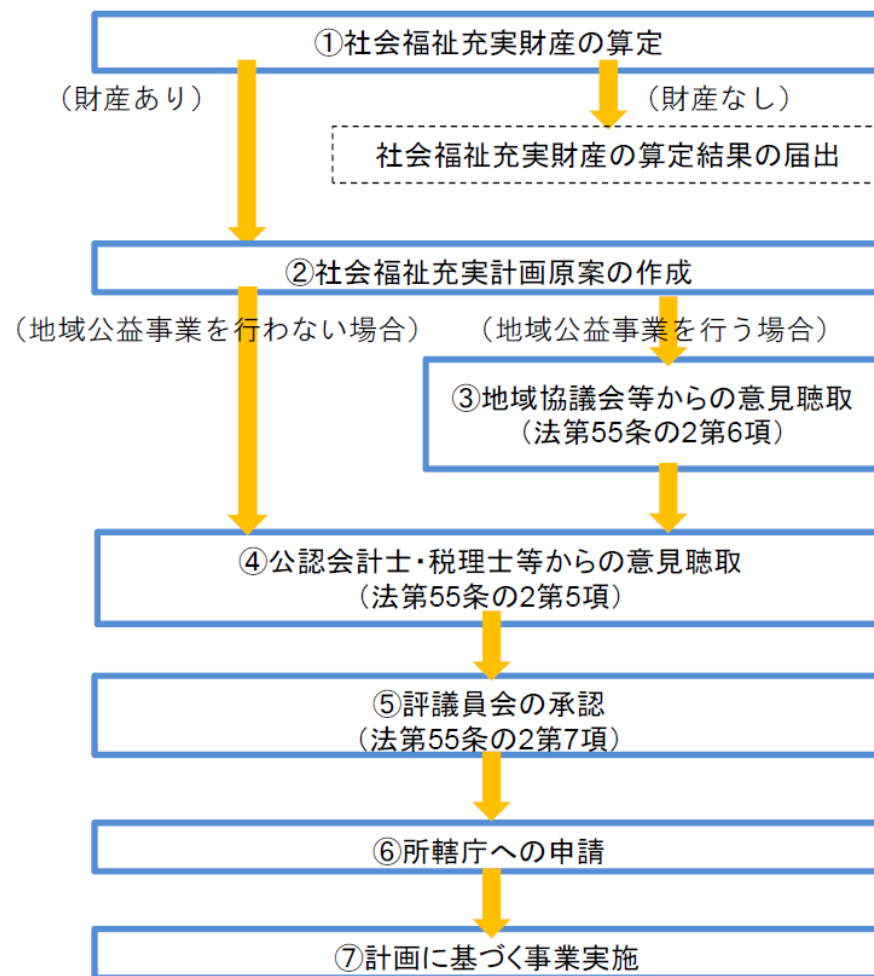 ①社会福祉充実財産の算定
（財産あり）
（財産なし）
社会福祉充実財産の算定結果の届出
②社会福祉充実計画原案の作成
（地域公益事業を行わない場合）
（地域公益事業を行う場合）
③地域協議会等からの意見聴取
（法第55条の2第6項）
④公認会計士・税理士等からの意見聴取
（法第55条の2第5項）
⑤評議員会の承認
（法第55条の2第7項）
⑥所轄庁への申請
⑦計画に基づく事業実施